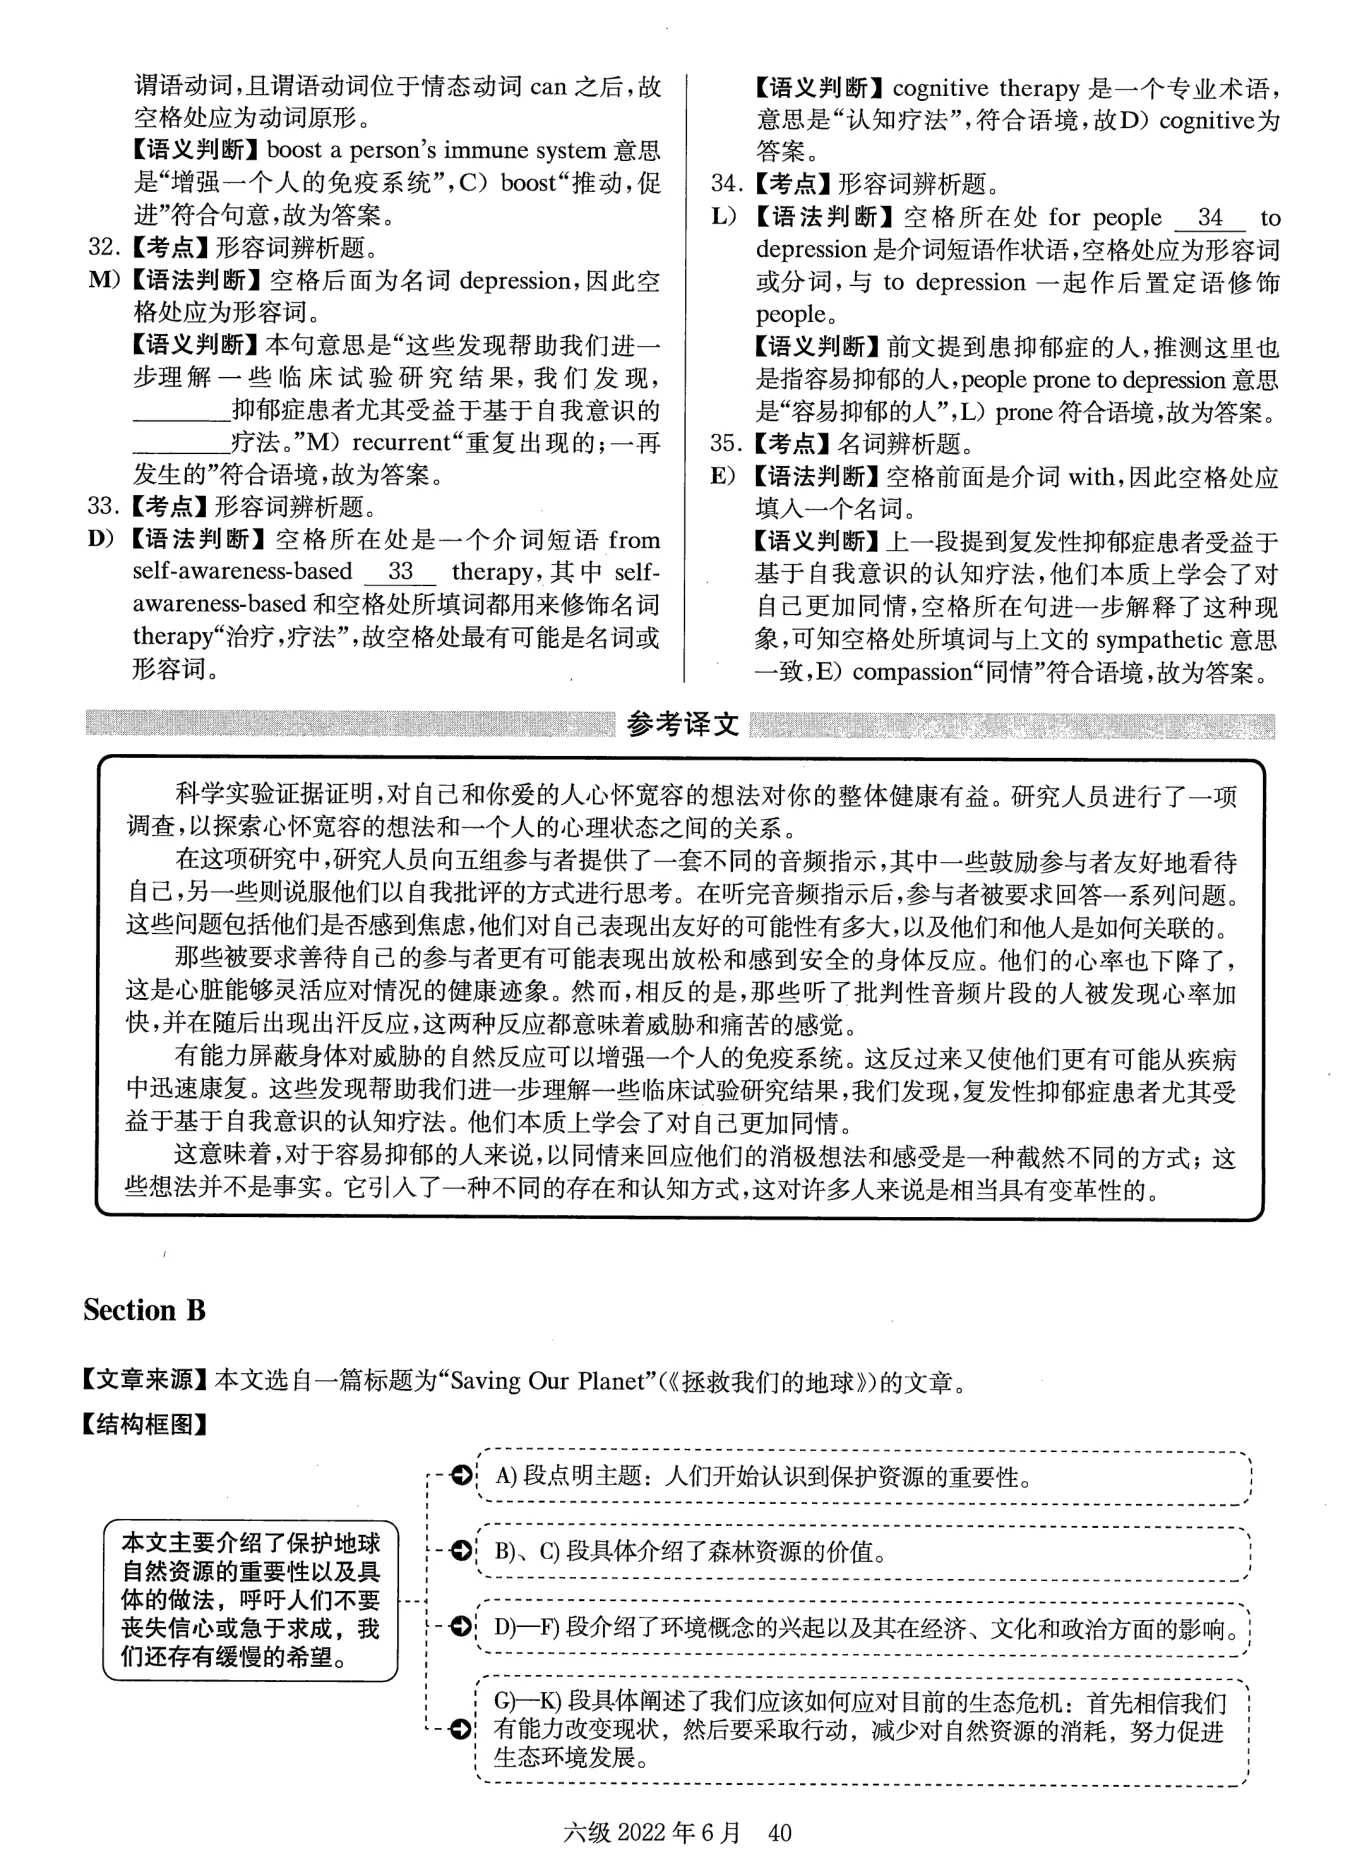 谓语动词,且谓语动词位于情态动词 can 之后,故
空格处应为动词原形。
【语义判断】boost a person's immune system 意思
是“增强一个人的免疫系统”,C) boost“推动,促
进”符合句意,故为答案。
32.【考点】形容词辨析题。
M)【语法判断】空格后面为名词 depression,因此空
格处应为形容词。
【语义判断】本句意思是“这些发现帮助我们进一
步理解一些临床试验研究结果,我们发现,
________抑郁症患者尤其受益于基于自我意识的
________疗法。”M) recurrent“重复出现的;一再
发生的”符合语境,故为答案。
33.【考点】形容词辨析题。
D)【语法判断】空格所在处是一个介词短语 from
self-awareness-based __33__ therapy,其中 self-
awareness-based 和空格处所填词都用来修饰名词
therapy“治疗,疗法”,故空格处最有可能是名词或
形容词。
【语义判断】cognitive therapy 是一个专业术语,
意思是“认知疗法”,符合语境,故D) cognitive为
答案。
34.【考点】形容词辨析题。
L)【语法判断】空格所在处 for people __34__ to
depression 是介词短语作状语,空格处应为形容词
或分词,与 to depression 一起作后置定语修饰
people。
【语义判断】前文提到患抑郁症的人,推测这里也
是指容易抑郁的人,people prone to depression 意思
是“容易抑郁的人”,L) prone 符合语境,故为答案。
35.【考点】名词辨析题。
E)【语法判断】空格前面是介词 with,因此空格处应
填入一个名词。
【语义判断】上一段提到复发性抑郁症患者受益于
基于自我意识的认知疗法,他们本质上学会了对
自己更加同情,空格所在句进一步解释了这种现
象,可知空格处所填词与上文的 sympathetic 意思
一致,E) compassion“同情”符合语境,故为答案。
参考译文
科学实验证据证明,对自己和你爱的人心怀宽容的想法对你的整体健康有益。研究人员进行了一项
调查,以探索心怀宽容的想法和一个人的心理状态之间的关系。
在这项研究中,研究人员向五组参与者提供了一套不同的音频指示,其中一些鼓励参与者友好地看待
自己,另一些则说服他们以自我批评的方式进行思考。在听完音频指示后,参与者被要求回答一系列问题。
这些问题包括他们是否感到焦虑,他们对自己表现出友好的可能性有多大,以及他们和他人是如何关联的。
那些被要求善待自己的参与者更有可能表现出放松和感到安全的身体反应。他们的心率也下降了,
这是心脏能够灵活应对情况的健康迹象。然而,相反的是,那些听了批判性音频片段的人被发现心率加
快,并在随后出现出汗反应,这两种反应都意味着威胁和痛苦的感觉。
有能力屏蔽身体对威胁的自然反应可以增强一个人的免疫系统。这反过来又使他们更有可能从疾病
中迅速康复。这些发现帮助我们进一步理解一些临床试验研究结果,我们发现,复发性抑郁症患者尤其受
益于基于自我意识的认知疗法。他们本质上学会了对自己更加同情。
这意味着,对于容易抑郁的人来说,以同情来回应他们的消极想法和感受是一种截然不同的方式;这
些想法并不是事实。它引入了一种不同的存在和认知方式,这对许多人来说是相当具有变革性的。
Section B
【文章来源】本文选自一篇标题为“Saving Our Planet”(《拯救我们的地球》)的文章。
【结构框图】
本文主要介绍了保护地球
自然资源的重要性以及具
体的做法,呼吁人们不要
丧失信心或急于求成,我
们还存有缓慢的希望。
A) 段点明主题:人们开始认识到保护资源的重要性。
B)、C) 段具体介绍了森林资源的价值。
D)—F) 段介绍了环境概念的兴起以及其在经济、文化和政治方面的影响。
G)—K) 段具体阐述了我们应该如何应对目前的生态危机:首先相信我们
有能力改变现状,然后要采取行动,减少对自然资源的消耗,努力促进
生态环境发展。
六级 2022 年 6 月 40